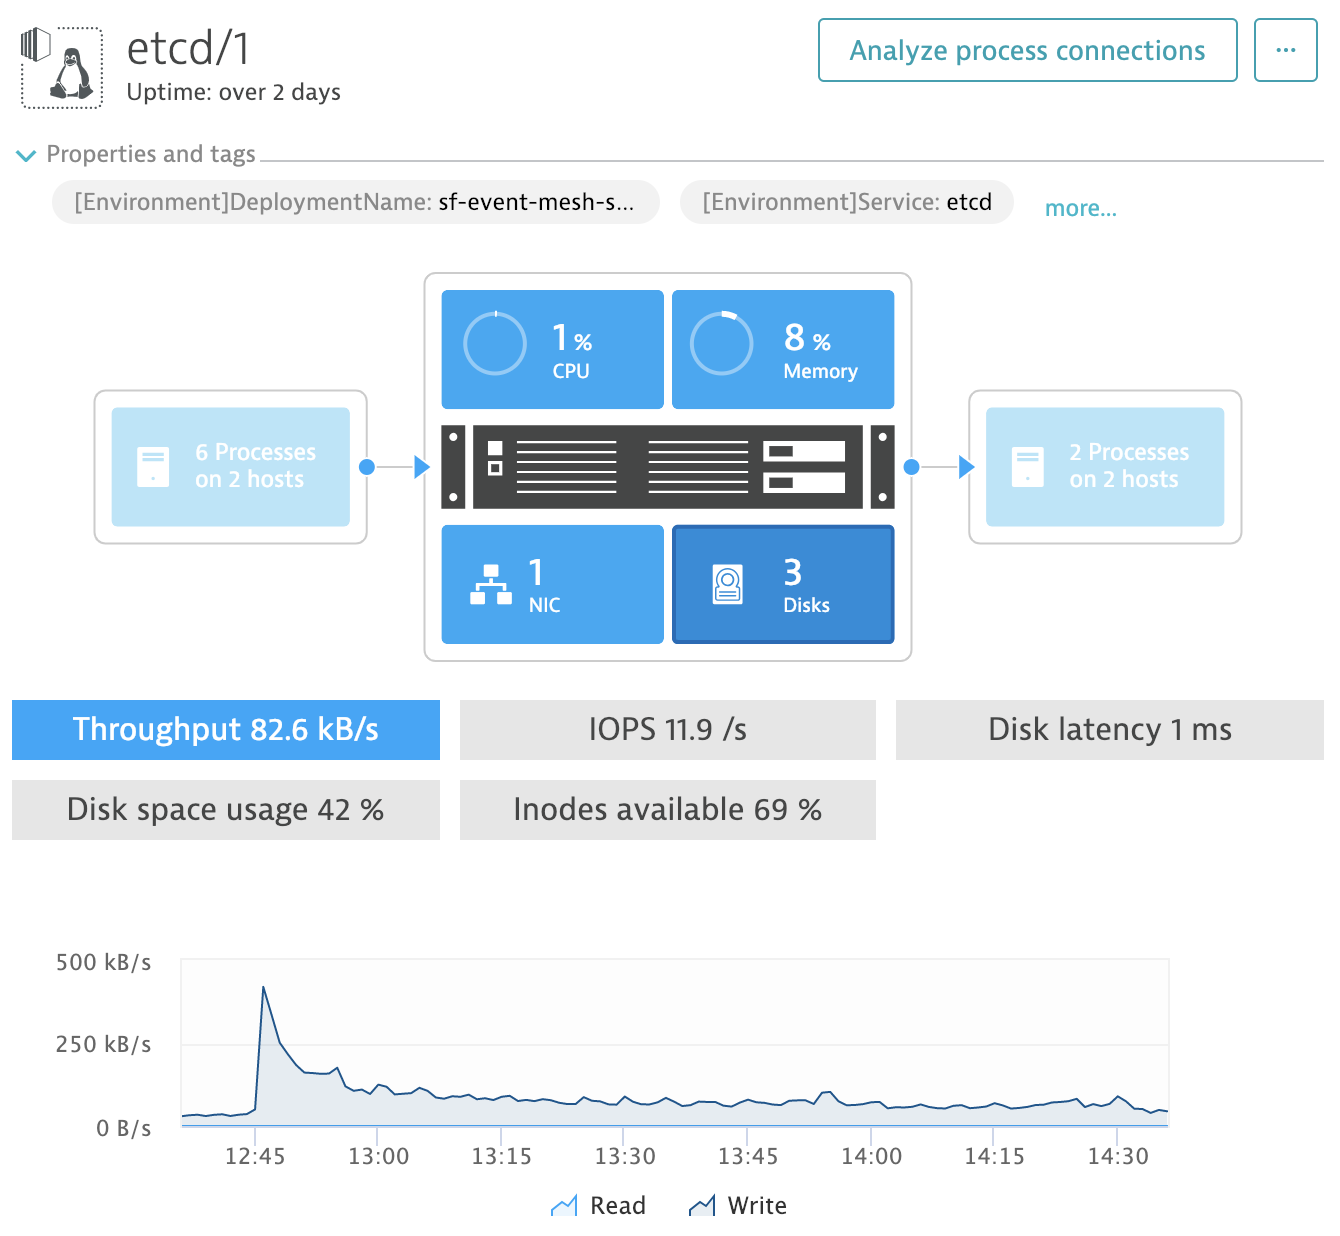 etcd/1
Uptime: over 2 days
Analyze process connections
...
Properties and tags
[Environment]DeploymentName: sf-event-mesh-s...
[Environment]Service: etcd
more...
1 %
CPU
8 %
Memory
6 Processes
on 2 hosts
2 Processes
on 2 hosts
1
NIC
3
Disks
Throughput 82.6 kB/s
IOPS 11.9 /s
Disk latency 1 ms
Disk space usage 42 %
Inodes available 69 %
500 kB/s
250 kB/s
0 B/s
12:45 13:00 13:15 13:30 13:45 14:00 14:15 14:30
Read Write